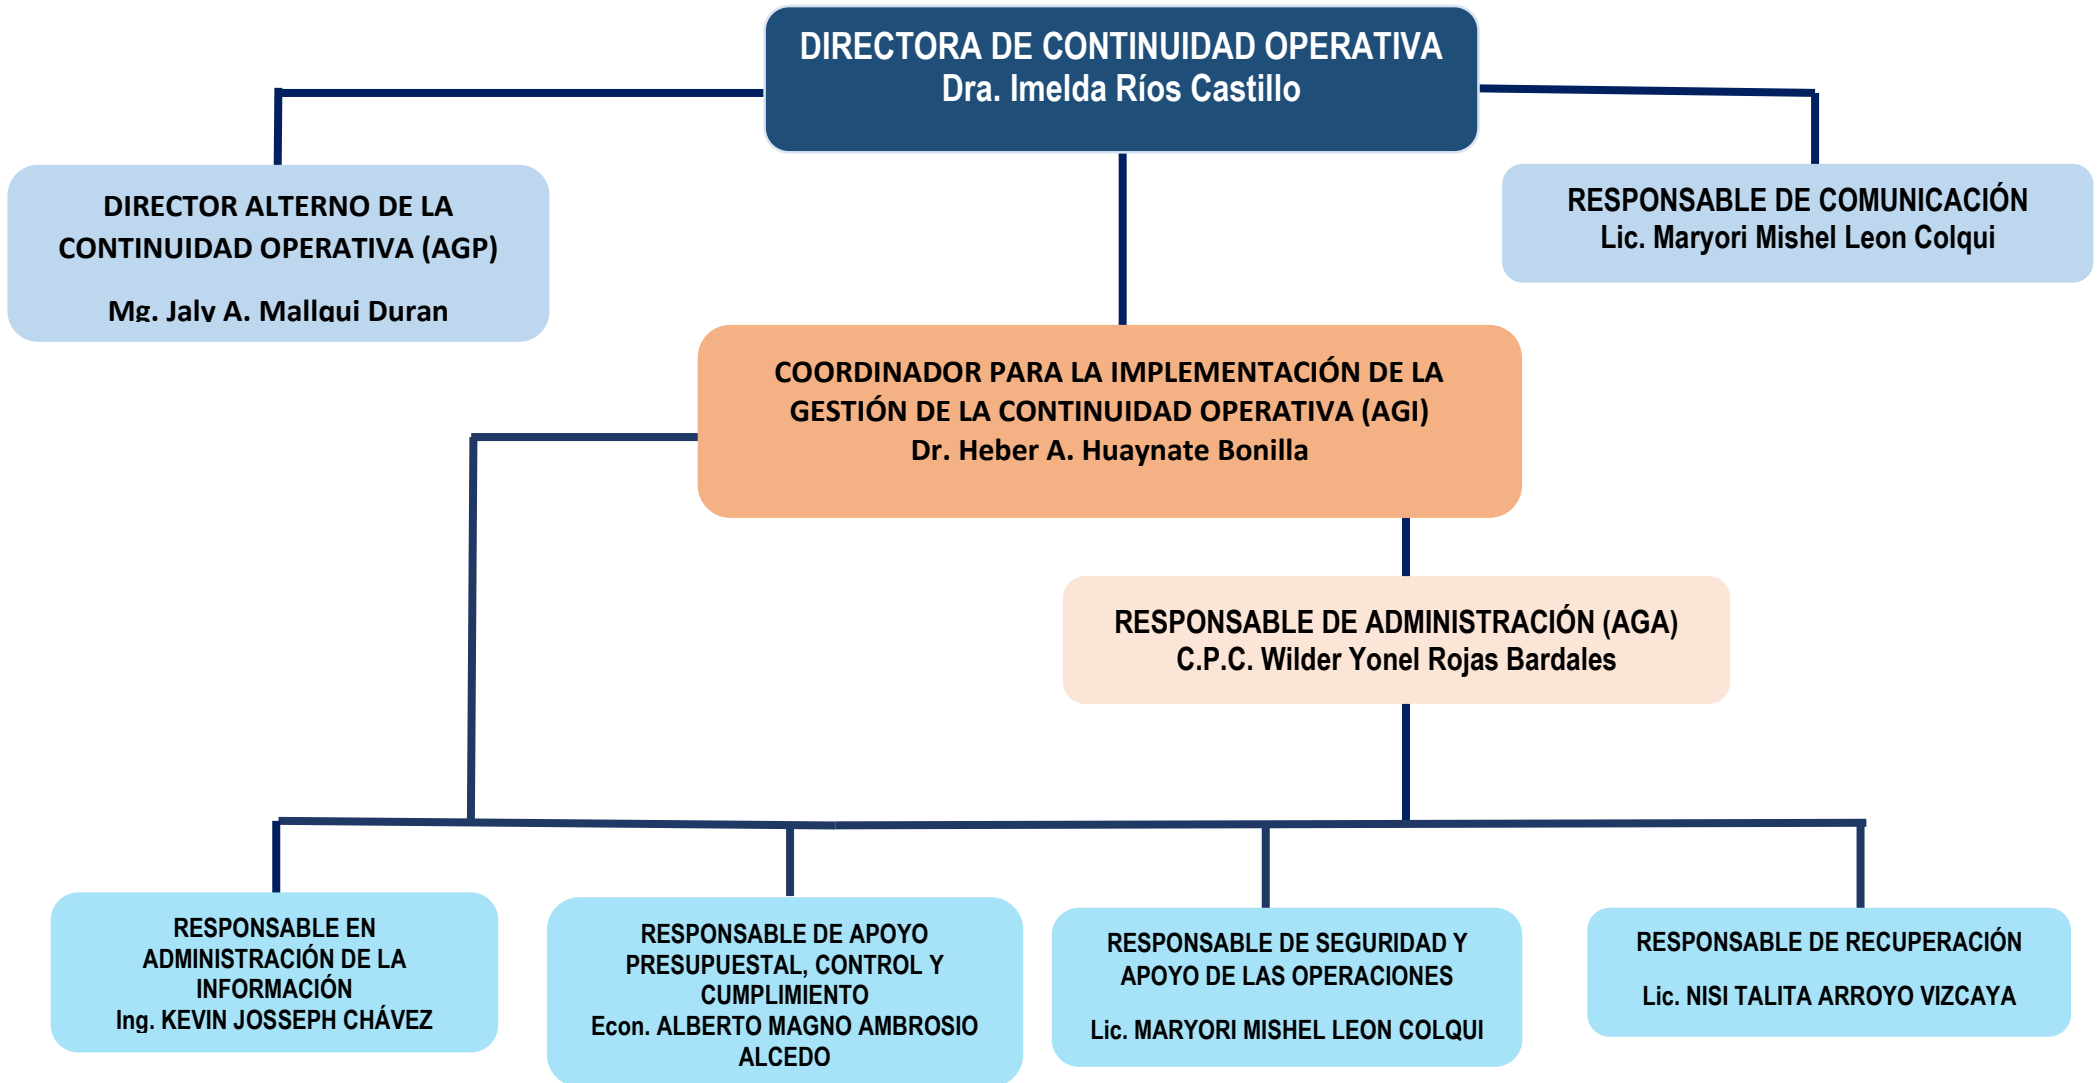 DIRECTORA DE CONTINUIDAD OPERATIVA
Dra. Imelda Ríos Castillo
DIRECTOR ALTERNO DE LA
CONTINUIDAD OPERATIVA (AGP)
Mg. Jaly A. Mallqui Duran
RESPONSABLE DE COMUNICACIÓN
Lic. Maryori Mishel Leon Colqui
COORDINADOR PARA LA IMPLEMENTACIÓN DE LA
GESTIÓN DE LA CONTINUIDAD OPERATIVA (AGI)
Dr. Heber A. Huaynate Bonilla
RESPONSABLE DE ADMINISTRACIÓN (AGA)
C.P.C. Wilder Yonel Rojas Bardales
RESPONSABLE EN
ADMINISTRACIÓN DE LA
INFORMACIÓN
Ing. KEVIN JOSSEPH CHÁVEZ
RESPONSABLE DE APOYO
PRESUPUESTAL, CONTROL Y
CUMPLIMIENTO
Econ. ALBERTO MAGNO AMBROSIO
ALCEDO
RESPONSABLE DE SEGURIDAD Y
APOYO DE LAS OPERACIONES
Lic. MARYORI MISHEL LEON COLQUI
RESPONSABLE DE RECUPERACIÓN
Lic. NISI TALITA ARROYO VIZCAYA